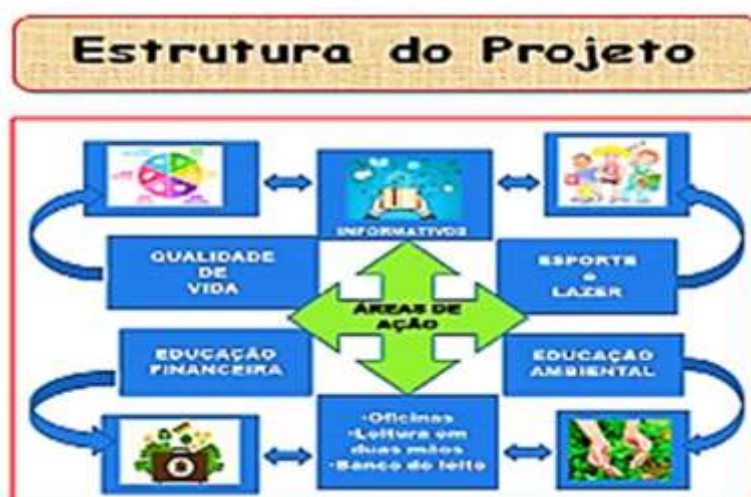 Estrutura do Projeto
INFORMATIVOS
QUALIDADE
DE
VIDA
ESPORTE
e
LAZER
ÁREAS DE
AÇÃO
EDUCAÇÃO
FINANCEIRA
EDUCAÇÃO
AMBIENTAL
•Oficinas
•Leitura em
duas mãos
•Banco do leito